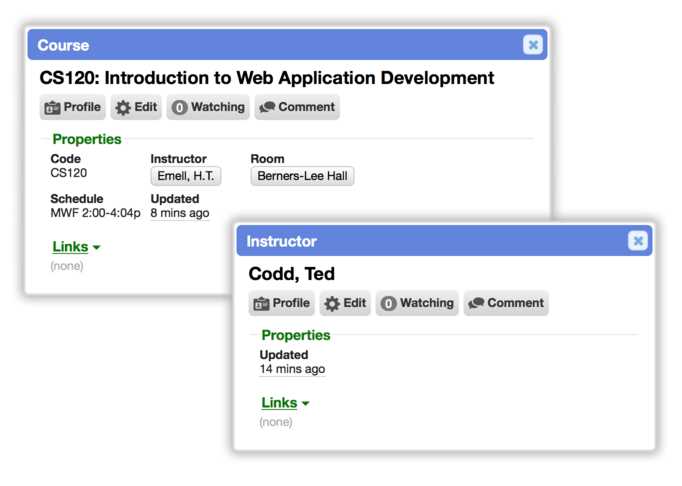 Course
CS120: Introduction to Web Application Development
Profile Edit 0 Watching Comment
Properties
Code Instructor Room
CS120 Emell, H.T. Berners-Lee Hall
Schedule Updated
MWF 2:00-4:04p 8 mins ago
Links
(none)
Instructor
Codd, Ted
Profile Edit 0 Watching Comment
Properties
Updated
14 mins ago
Links
(none)